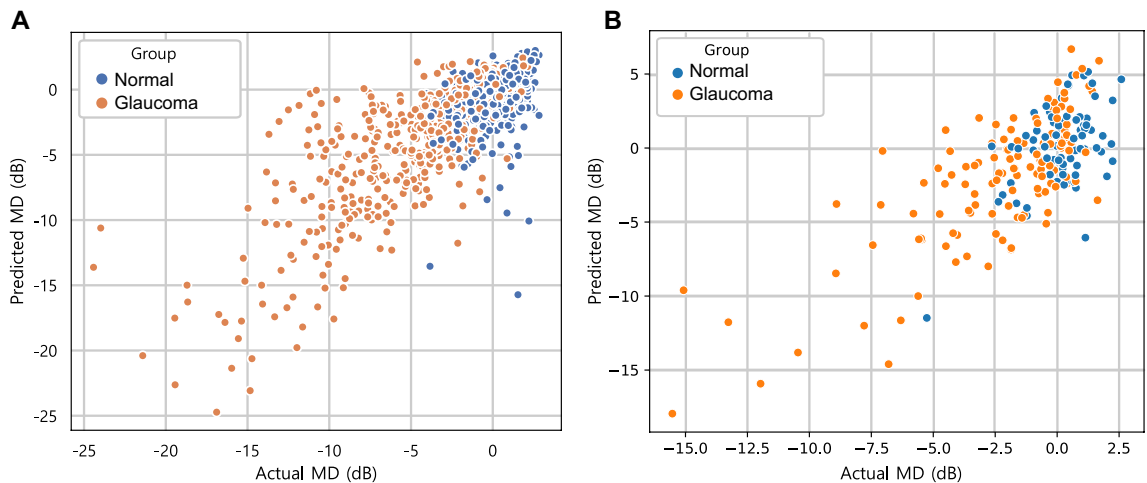 A
Group
Normal
Glaucoma
Predicted MD (dB)
0
-5
-10
-15
-20
-25
-25
-20
-15
-10
-5
0
Actual MD (dB)
B
Group
Normal
Glaucoma
Predicted MD (dB)
5
0
−5
−10
−15
−15.0
−12.5
−10.0
−7.5
−5.0
−2.5
0.0
2.5
Actual MD (dB)